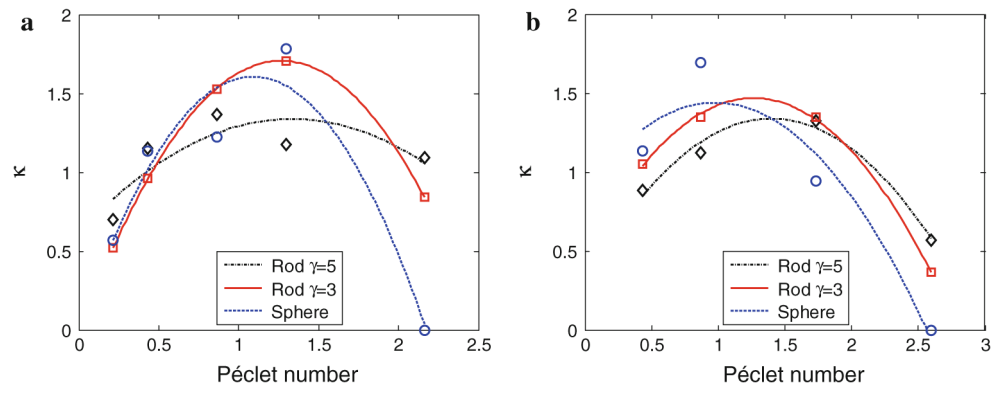 a
2
1.5
1
0.5
0
κ
Rod γ=5
Rod γ=3
Sphere
0 0.5 1 1.5 2 2.5
Péclet number
b
2
1.5
1
0.5
0
κ
Rod γ=5
Rod γ=3
Sphere
0 0.5 1 1.5 2 2.5 3
Péclet number